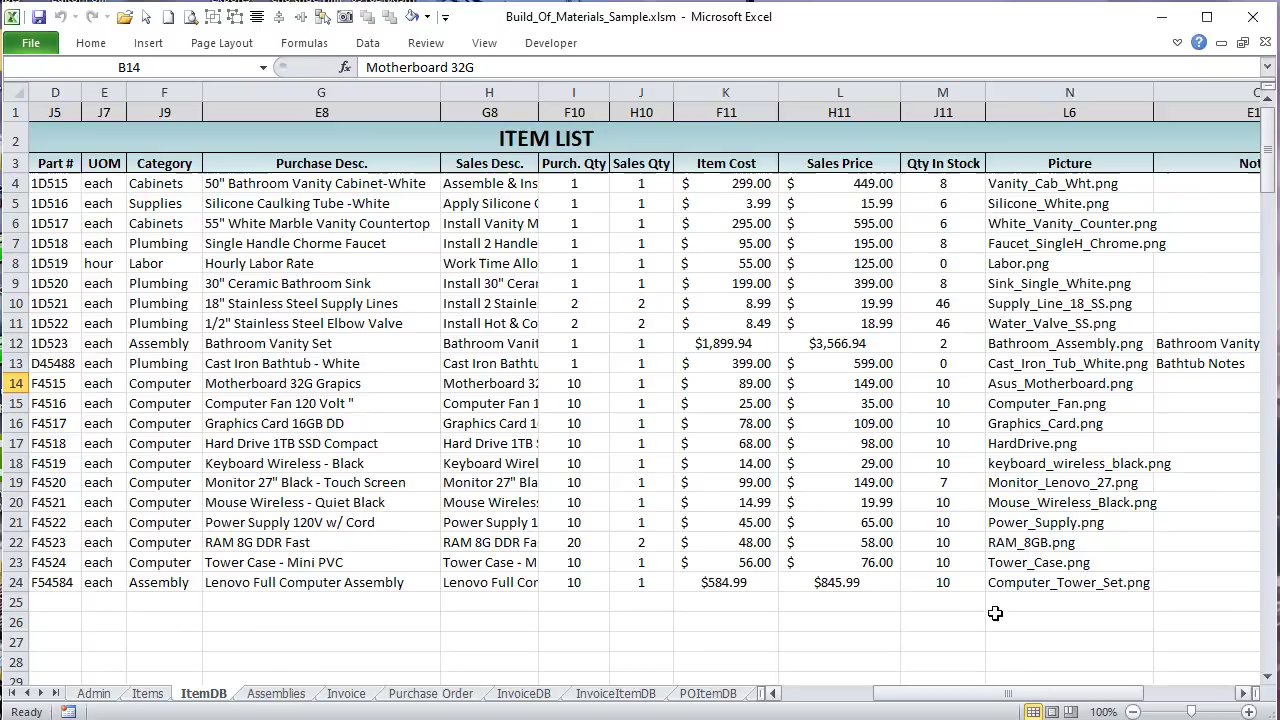 Build_Of_Materials_Sample.xlsm - Microsoft Excel
File Home Insert Page Layout Formulas Data Review View Developer
B14 fx Motherboard 32G
D E F G H I J K L M N
1 J5 J7 J9 E8 G8 F10 H10 F11 H11 J11 L6 E1
2 ITEM LIST
3 Part # UOM Category Purchase Desc. Sales Desc. Purch. Qty Sales Qty Item Cost Sales Price Qty In Stock Picture Not
4 1D515 each Cabinets 50" Bathroom Vanity Cabinet-White Assemble & Ins 1 1 $ 299.00 $ 449.00 8 Vanity_Cab_Wht.png
5 1D516 each Supplies Silicone Caulking Tube -White Apply Silicone C 1 1 $ 3.99 $ 15.99 6 Silicone_White.png
6 1D517 each Cabinets 55" White Marble Vanity Countertop Install Vanity M 1 1 $ 295.00 $ 595.00 6 White_Vanity_Counter.png
7 1D518 each Plumbing Single Handle Chorme Faucet Install 2 Handle 1 1 $ 95.00 $ 195.00 8 Faucet_SingleH_Chrome.png
8 1D519 hour Labor Hourly Labor Rate Work Time Allo 1 1 $ 55.00 $ 125.00 0 Labor.png
9 1D520 each Plumbing 30" Ceramic Bathroom Sink Install 30" Cera 1 1 $ 199.00 $ 399.00 8 Sink_Single_White.png
10 1D521 each Plumbing 18" Stainless Steel Supply Lines Install 2 Stainle 2 2 $ 8.99 $ 19.99 46 Supply_Line_18_SS.png
11 1D522 each Plumbing 1/2" Stainless Steel Elbow Valve Install Hot & Co 2 2 $ 8.49 $ 18.99 46 Water_Valve_SS.png
12 1D523 each Assembly Bathroom Vanity Set Bathroom Vanit 1 1 $1,899.94 $3,566.94 2 Bathroom_Assembly.png Bathroom Vanity
13 D45488 each Plumbing Cast Iron Bathtub - White Cast Iron Batht 1 1 $ 399.00 $ 599.00 0 Cast_Iron_Tub_White.png Bathtub Notes
14 F4515 each Computer Motherboard 32G Grapics Motherboard 32 10 1 $ 89.00 $ 149.00 10 Asus_Motherboard.png
15 F4516 each Computer Computer Fan 120 Volt " Computer Fan 1 10 1 $ 25.00 $ 35.00 10 Computer_Fan.png
16 F4517 each Computer Graphics Card 16GB DD Graphics Card 1 10 1 $ 78.00 $ 109.00 10 Graphics_Card.png
17 F4518 each Computer Hard Drive 1TB SSD Compact Hard Drive 1TB S 10 1 $ 68.00 $ 98.00 10 HardDrive.png
18 F4519 each Computer Keyboard Wireless - Black Keyboard Wirel 10 1 $ 14.00 $ 29.00 10 keyboard_wireless_black.png
19 F4520 each Computer Monitor 27" Black - Touch Screen Monitor 27" Bla 10 1 $ 99.00 $ 149.00 7 Monitor_Lenovo_27.png
20 F4521 each Computer Mouse Wireless - Quiet Black Mouse Wireless 10 1 $ 14.99 $ 19.99 10 Mouse_Wireless_Black.png
21 F4522 each Computer Power Supply 120V w/ Cord Power Supply 1 10 1 $ 45.00 $ 65.00 10 Power_Supply.png
22 F4523 each Computer RAM 8G DDR Fast RAM 8G DDR Fa 20 2 $ 48.00 $ 58.00 10 RAM_8GB.png
23 F4524 each Computer Tower Case - Mini PVC Tower Case - M 10 1 $ 56.00 $ 76.00 10 Tower_Case.png
24 F54584 each Assembly Lenovo Full Computer Assembly Lenovo Full Cor 10 1 $584.99 $845.99 10 Computer_Tower_Set.png
25
26
27
28
29
Admin Items ItemDB Assemblies Invoice Purchase Order InvoiceDB InvoiceItemDB POItemDB
Ready 100%